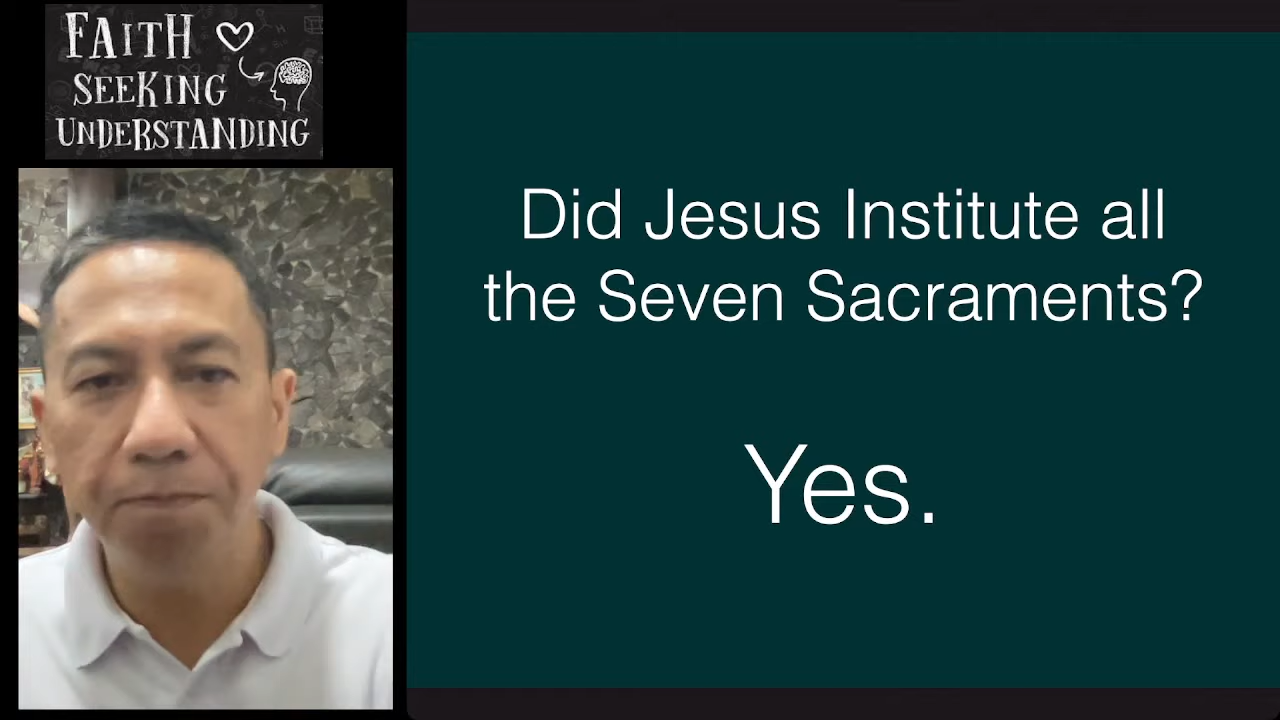 FAITH
SEEKING
UNDERSTANDING
Did Jesus Institute all
the Seven Sacraments?
Yes.